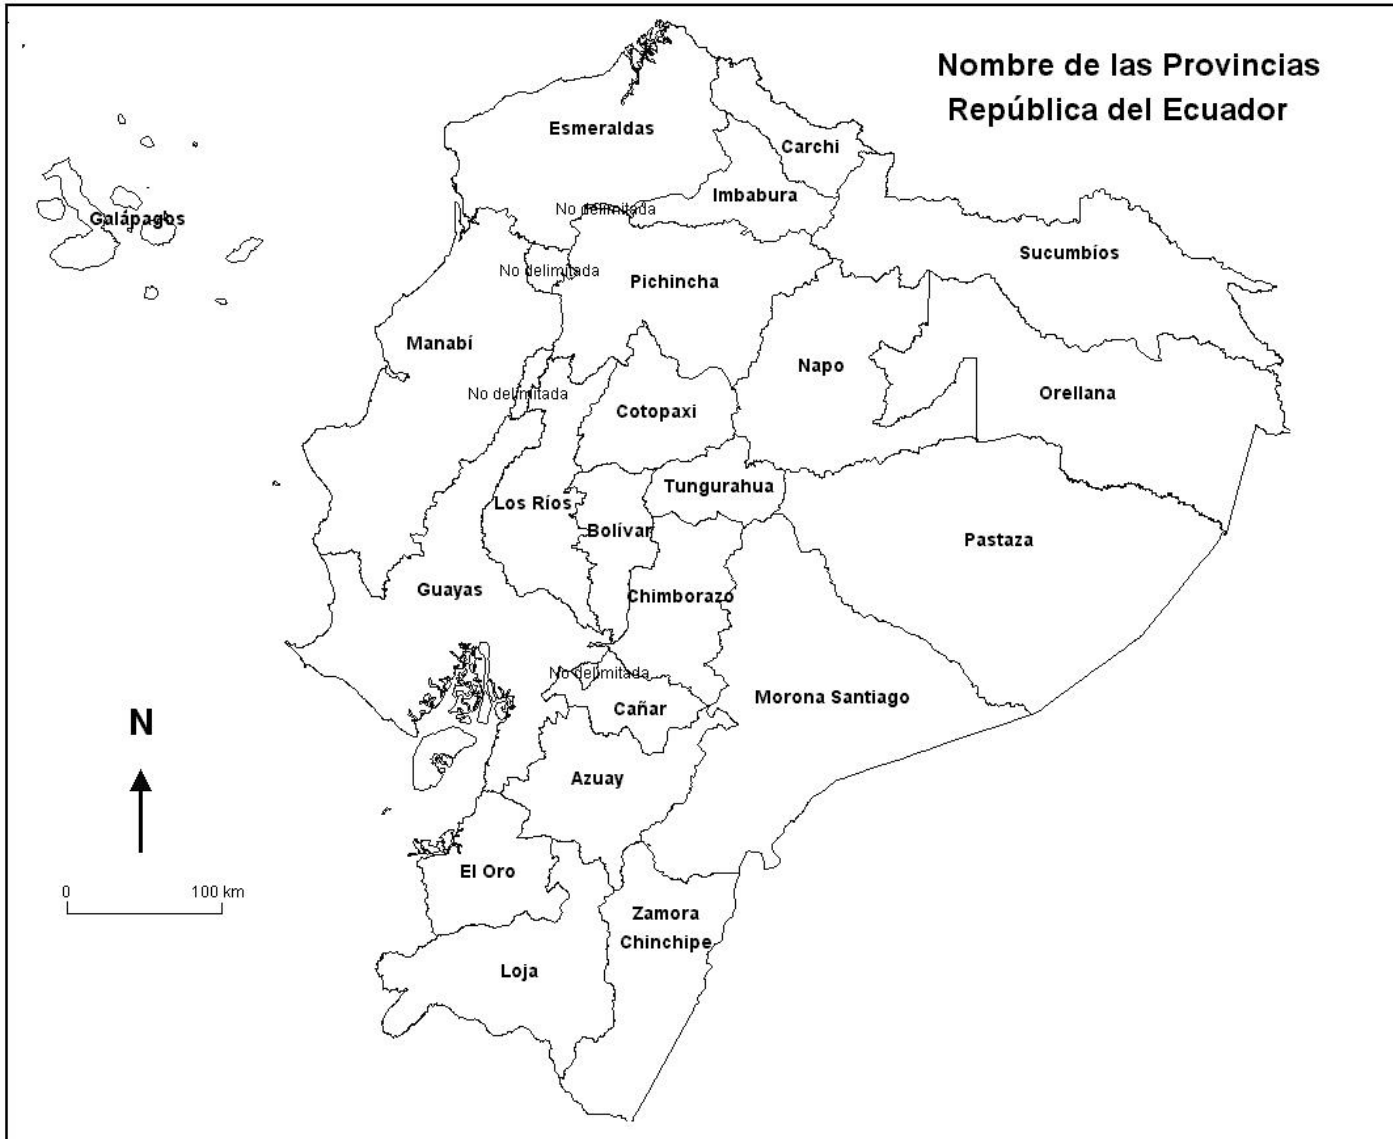 Nombre de las Provincias
República del Ecuador
Esmeraldas
Carchi
Imbabura
No delimitada
Galápagos
Sucumbíos
No delimitada
Pichincha
Manabí
Napo
No delimitada
Orellana
Cotopaxi
Tungurahua
Los Ríos
Bolívar
Pastaza
Guayas
Chimborazo
No delimitada
Morona Santiago
Cañar
N
Azuay
El Oro
0 100 km
Zamora
Chinchipe
Loja